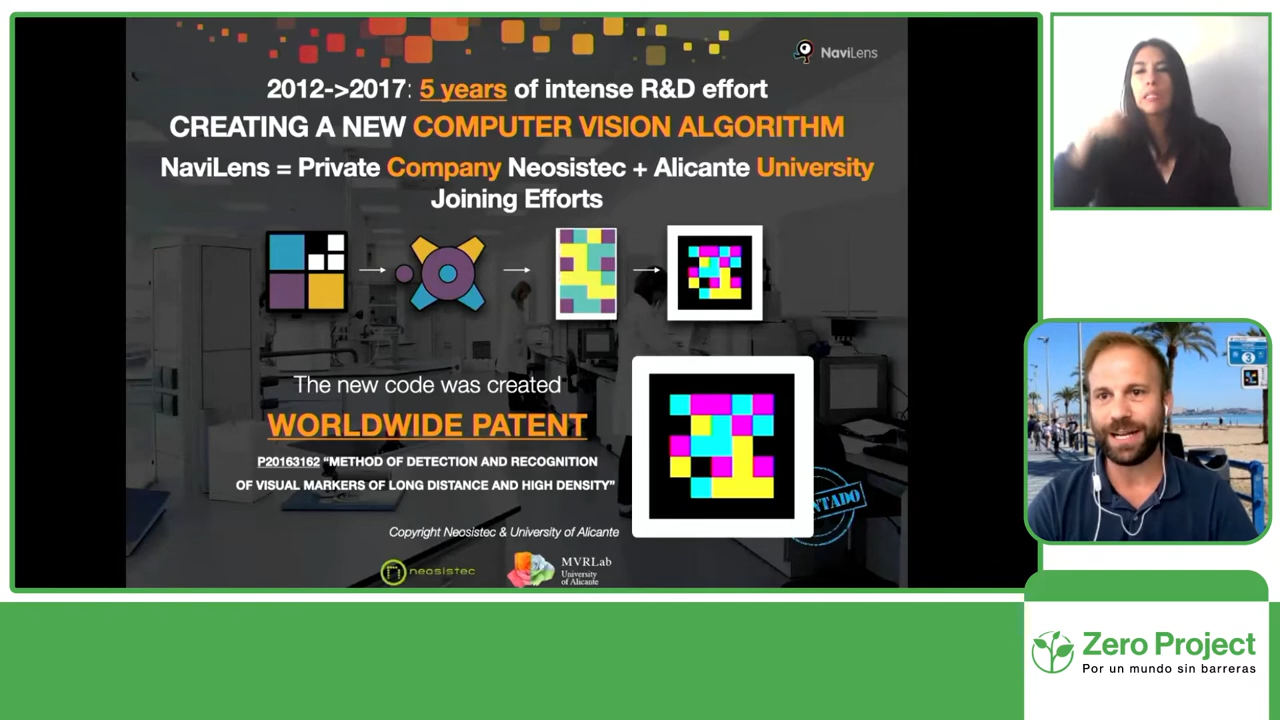 NaviLens
2012->2017: 5 years of intense R&D effort
CREATING A NEW COMPUTER VISION ALGORITHM
NaviLens = Private Company Neosistec + Alicante University
Joining Efforts
The new code was created
WORLDWIDE PATENT
P20163162 “METHOD OF DETECTION AND RECOGNITION
OF VISUAL MARKERS OF LONG DISTANCE AND HIGH DENSITY”
NTADO
Copyright Neosistec & University of Alicante
neosistec
MVRLab
University
of Alicante
3
Zero Project
Por un mundo sin barreras